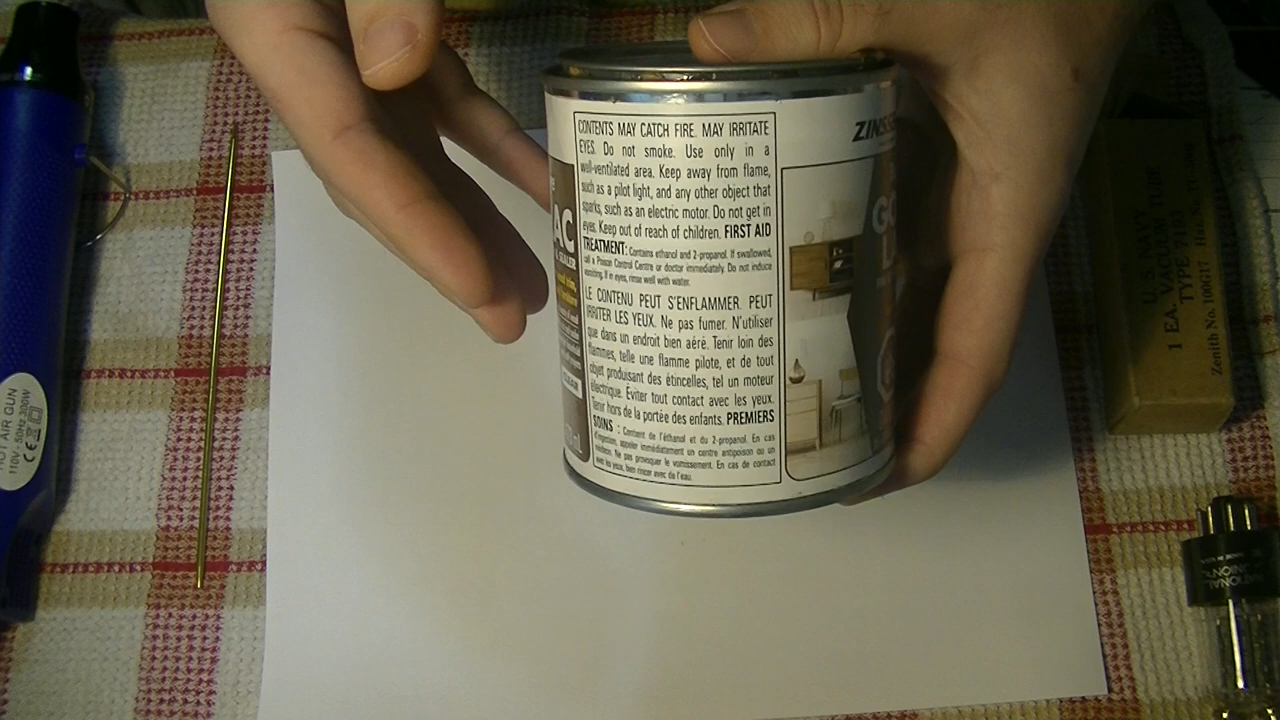 CONTENTS MAY CATCH FIRE. MAY IRRITATE
EYES. Do not smoke. Use only in a
well-ventilated area. Keep away from flame,
such as a pilot light, and any other object that
sparks, such as an electric motor. Do not get in
eyes. Keep out of reach of children. FIRST AID
TREATMENT: Contains ethanol and 2-propanol. If swallowed,
call a Poison Control Centre or doctor immediately. Do not induce
vomiting. If in eyes, rinse well with water.
LE CONTENU PEUT S'ENFLAMMER. PEUT
IRRITER LES YEUX. Ne pas fumer. N'utiliser
que dans un endroit bien aéré. Tenir loin des
flammes, telle une flamme pilote, et de tout
objet produisant des étincelles, tel un moteur
électrique. Éviter tout contact avec les yeux.
Tenir hors de la portée des enfants. PREMIERS
SOINS : Contient de l'éthanol et du 2-propanol. En cas
d'ingestion, appeler immédiatement un centre antipoison ou un
médecin. Ne pas provoquer le vomissement. En cas de contact
avec les yeux, bien rincer avec de l'eau.
HOT AIR GUN
110V - 50Hz 300W
CE
U.S. NAVY
1 EA. VACUUM TUBE
TYPE
Zenith No. 100G17
NATIONAL
UNION